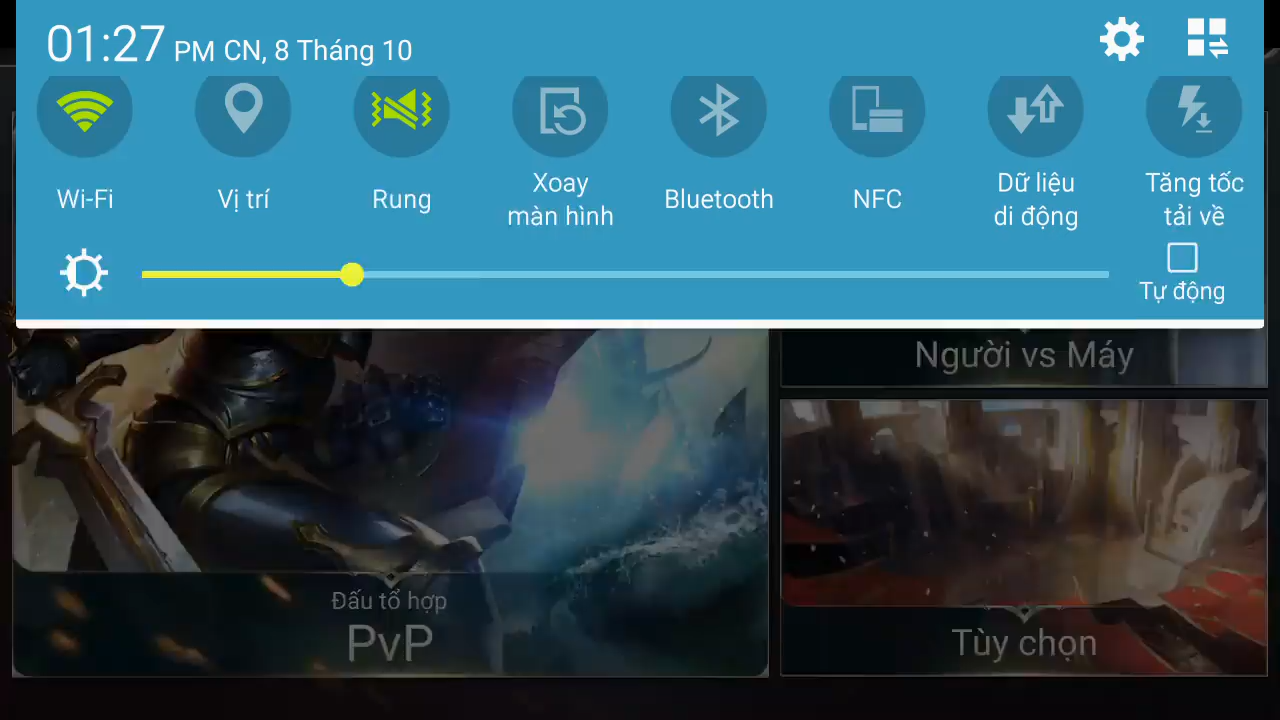 01:27 PM CN, 8 Tháng 10
Wi-Fi
Vị trí
Rung
Xoay
màn hình
Bluetooth
NFC
Dữ liệu
di động
Tăng tốc
tải về
Tự động
Người vs Máy
Đấu tổ hợp
PvP
Tùy chọn